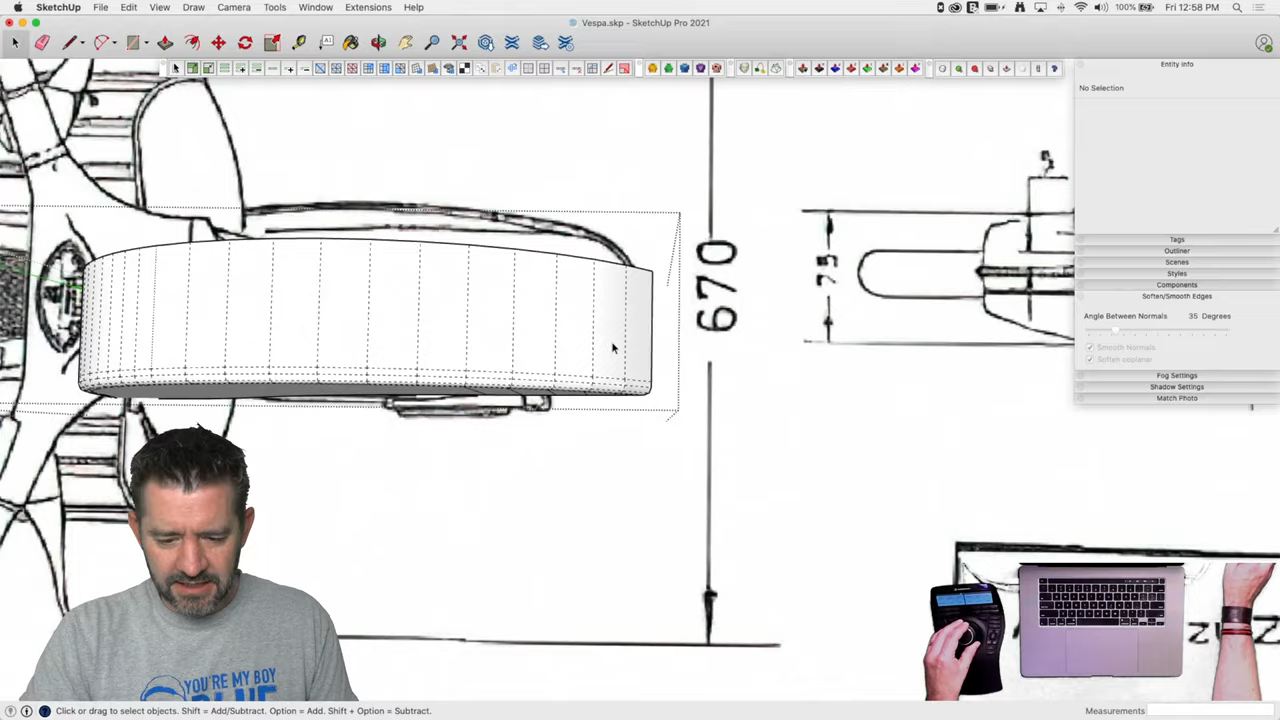 SketchUp File Edit View Draw Camera Tools Window Extensions Help
100% Fri 12:58 PM
Vespa.skp - SketchUp Pro 2021
Entity Info
No Selection
Tags
Outliner
Scenes
Styles
Components
Soften/Smooth Edges
Angle Between Normals 35 Degrees
Smooth Normals
Soften coplanar
Fog Settings
Shadow Settings
Match Photo
670
75
YOU'RE MY BOY
BLUE
Click or drag to select objects. Shift = Add/Subtract. Option = Add. Shift + Option = Subtract.
Measurements